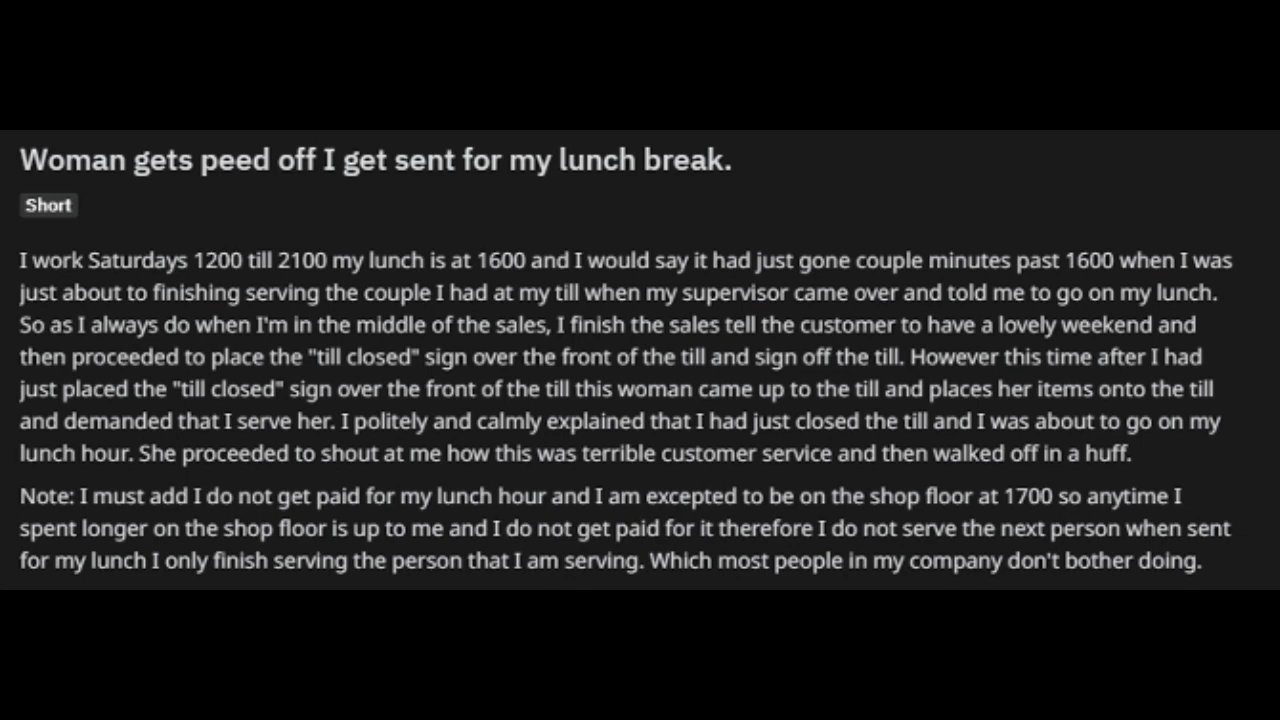 Woman gets peed off I get sent for my lunch break.
Short
I work Saturdays 1200 till 2100 my lunch is at 1600 and I would say it had just gone couple minutes past 1600 when I was
just about to finishing serving the couple I had at my till when my supervisor came over and told me to go on my lunch.
So as I always do when I'm in the middle of the sales, I finish the sales tell the customer to have a lovely weekend and
then proceeded to place the "till closed" sign over the front of the till and sign off the till. However this time after I had
just placed the "till closed" sign over the front of the till this woman came up to the till and places her items onto the till
and demanded that I serve her. I politely and calmly explained that I had just closed the till and I was about to go on my
lunch hour. She proceeded to shout at me how this was terrible customer service and then walked off in a huff.
Note: I must add I do not get paid for my lunch hour and I am excepted to be on the shop floor at 1700 so anytime I
spent longer on the shop floor is up to me and I do not get paid for it therefore I do not serve the next person when sent
for my lunch I only finish serving the person that I am serving. Which most people in my company don't bother doing.